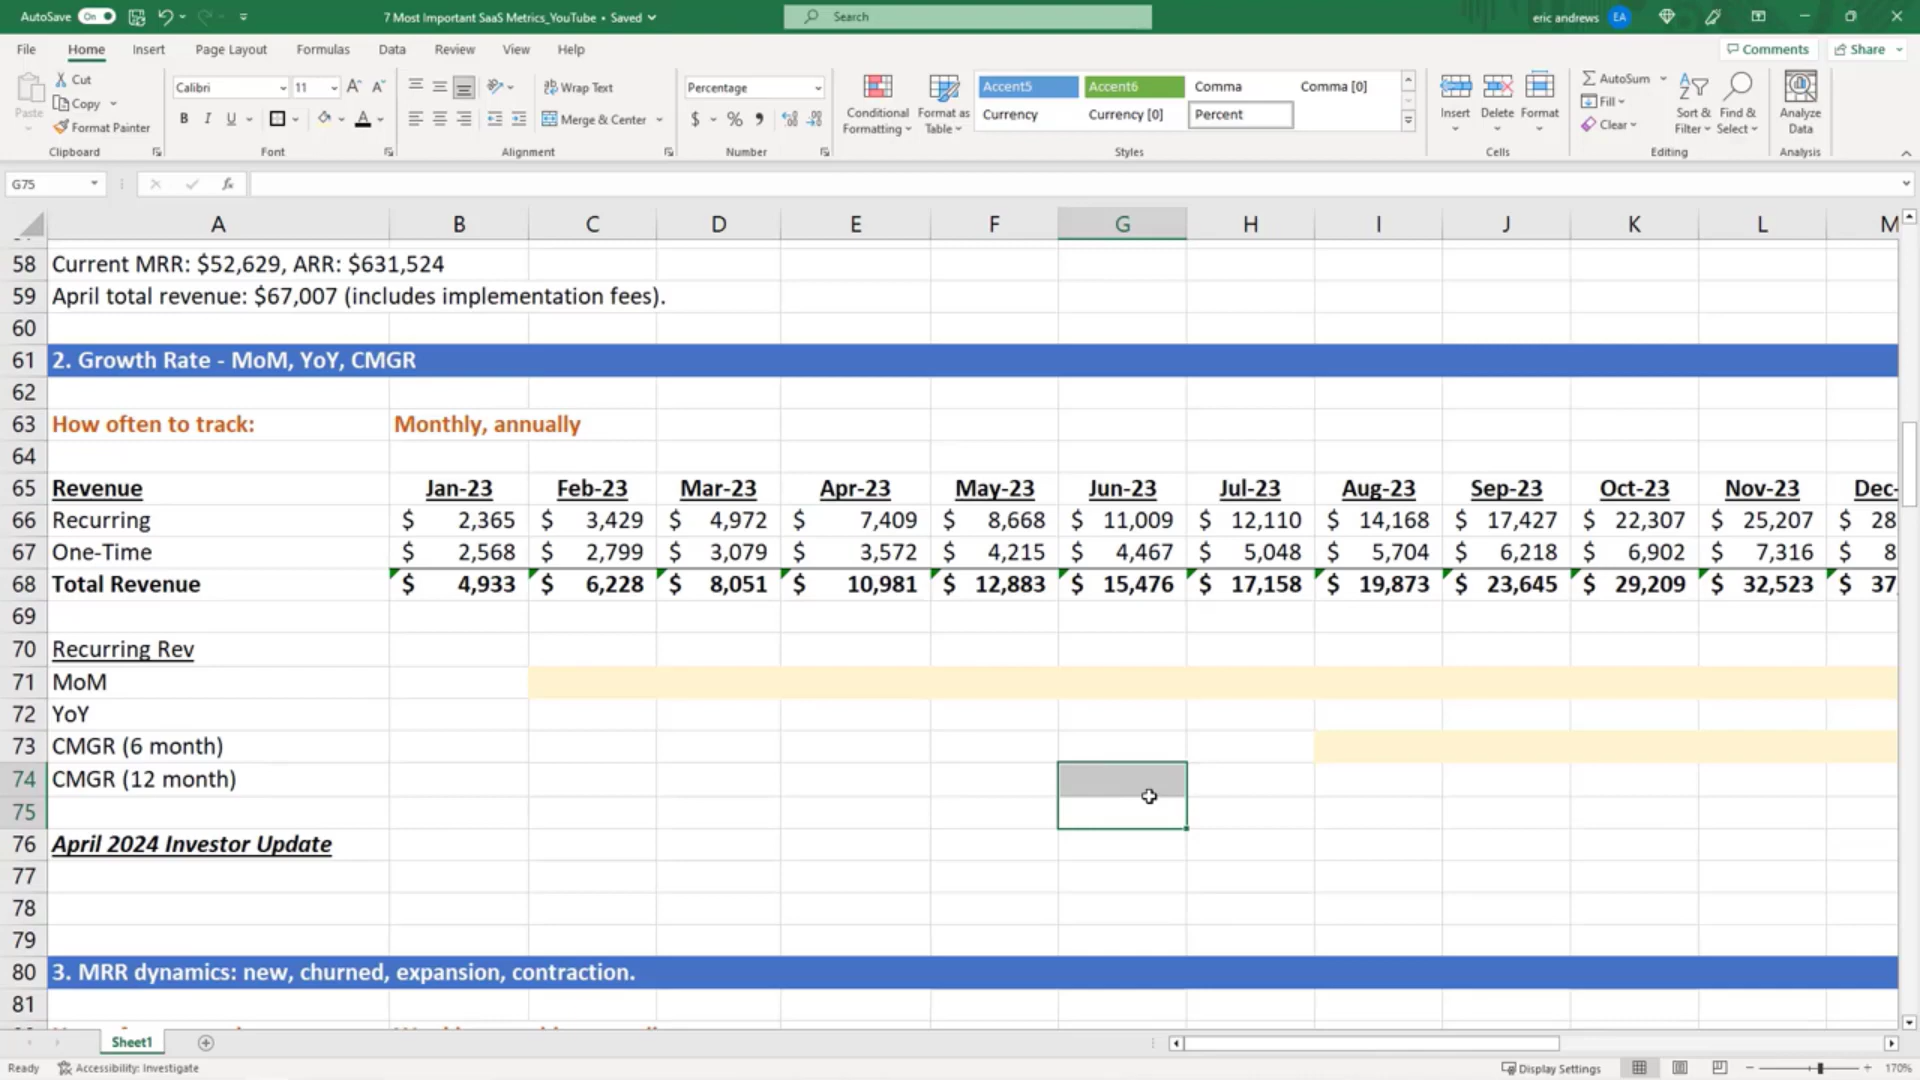 AutoSave On 7 Most Important SaaS Metrics_YouTube • Saved Search eric andrews EA
File Home Insert Page Layout Formulas Data Review View Help Comments Share
Paste Cut Copy Format Painter Clipboard
Calibri 11 B I U A Font
Wrap Text Merge & Center Alignment
Percentage $ % Number
Conditional Formatting Format as Table Accent5 Accent6 Comma Comma [0] Currency Currency [0] Percent Styles
Insert Delete Format Cells
AutoSum Fill Clear Sort & Filter Find & Select Editing
Analyze Data Analysis
G75 fx
A B C D E F G H I J K L M
58 Current MRR: $52,629, ARR: $631,524
59 April total revenue: $67,007 (includes implementation fees).
60
61 2. Growth Rate - MoM, YoY, CMGR
62
63 How often to track: Monthly, annually
64
65 Revenue Jan-23 Feb-23 Mar-23 Apr-23 May-23 Jun-23 Jul-23 Aug-23 Sep-23 Oct-23 Nov-23 Dec-
66 Recurring $ 2,365 $ 3,429 $ 4,972 $ 7,409 $ 8,668 $ 11,009 $ 12,110 $ 14,168 $ 17,427 $ 22,307 $ 25,207 $ 28
67 One-Time $ 2,568 $ 2,799 $ 3,079 $ 3,572 $ 4,215 $ 4,467 $ 5,048 $ 5,704 $ 6,218 $ 6,902 $ 7,316 $ 8
68 Total Revenue $ 4,933 $ 6,228 $ 8,051 $ 10,981 $ 12,883 $ 15,476 $ 17,158 $ 19,873 $ 23,645 $ 29,209 $ 32,523 $ 37,
69
70 Recurring Rev
71 MoM
72 YoY
73 CMGR (6 month)
74 CMGR (12 month)
75
76 April 2024 Investor Update
77
78
79
80 3. MRR dynamics: new, churned, expansion, contraction.
81
Sheet1
Ready Accessibility: Investigate Display Settings 170%